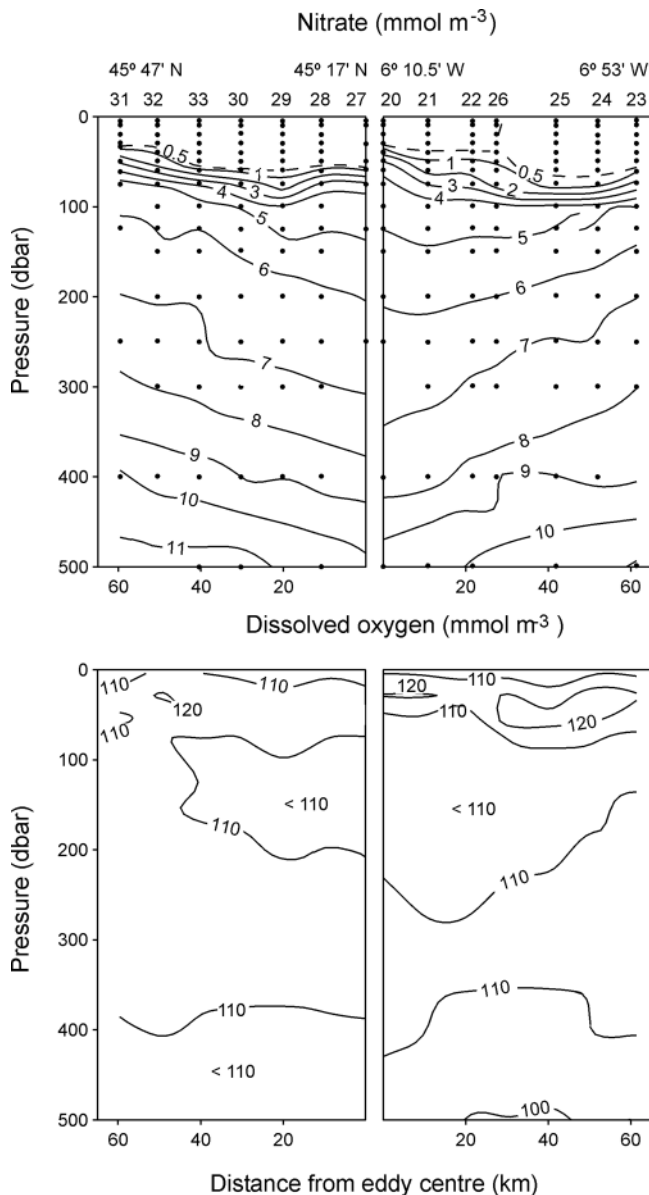 Nitrate (mmol m-3)
45º 47' N 45º 17' N 6º 10.5' W 6º 53' W
31 32 33 30 29 28 27 20 21 22 26 25 24 23
0
0.5 1 0.5
1 3 3 2
4 4
100
5 5
6 6
200
7 7
300
8 8
9 9
400
10 10
11
500
60 40 20 0 20 40 60
Pressure (dbar)
Dissolved oxygen (mmol m-3)
0
110 110 110
120 120
110 110 120
100
< 110 < 110
110
200
110
300
110 110
400
< 110
100
500
60 40 20 0 20 40 60
Pressure (dbar)
Distance from eddy centre (km)